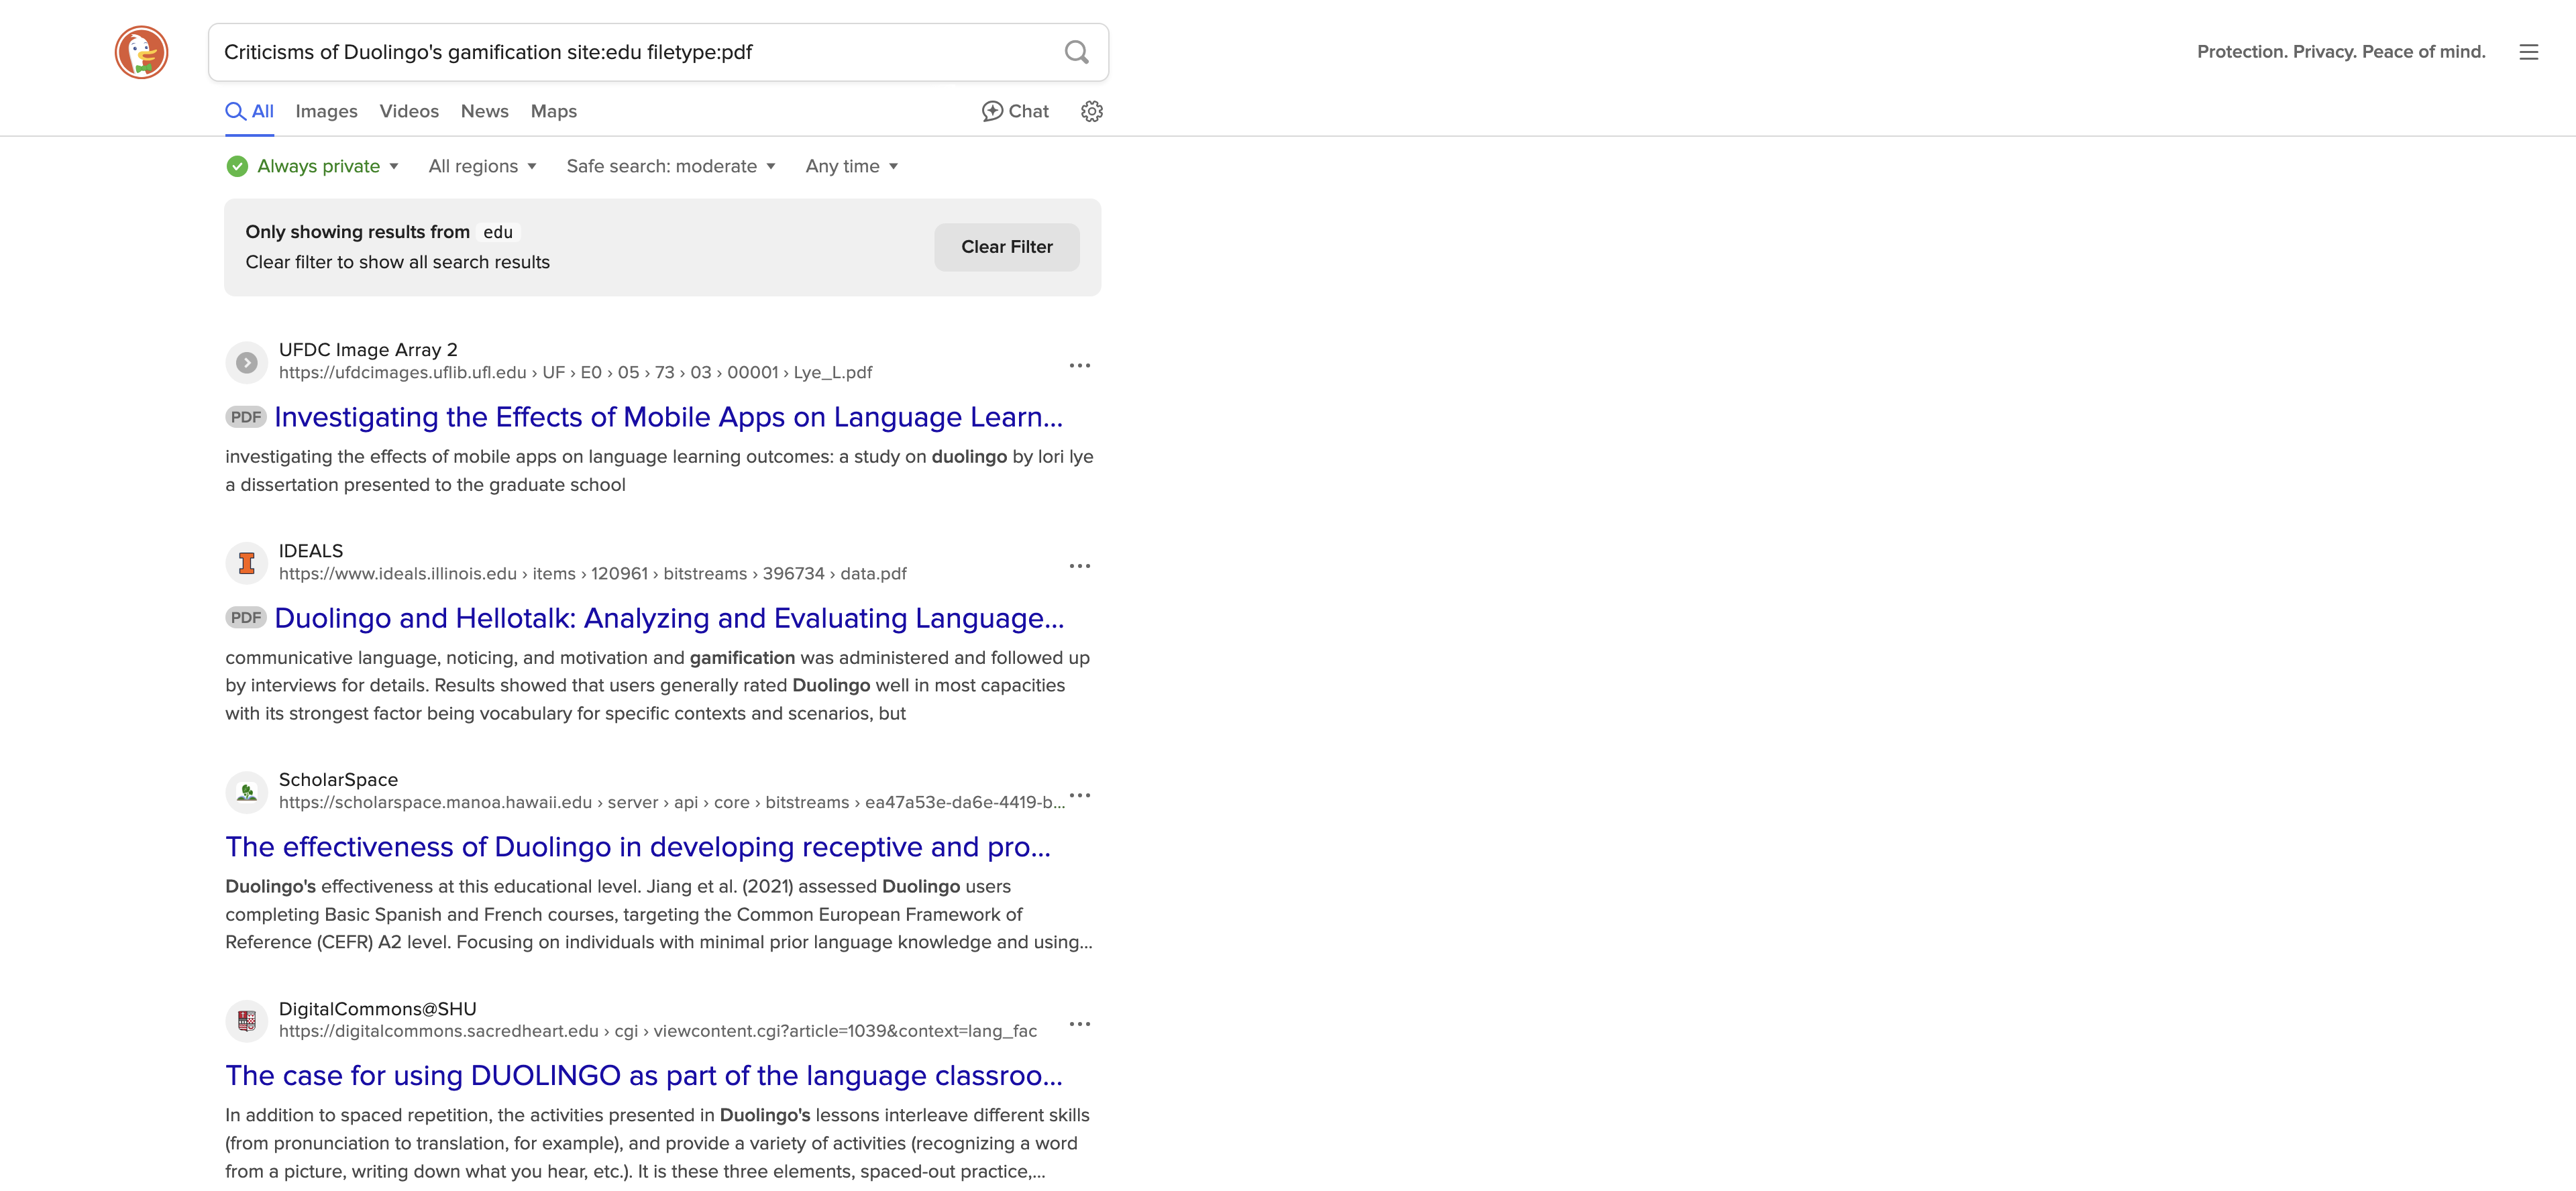 Criticisms of Duolingo's gamification site:edu filetype:pdf
Protection. Privacy. Peace of mind.
All Images Videos News Maps Chat
Always private All regions Safe search: moderate Any time
Only showing results from edu
Clear filter to show all search results
Clear Filter
UFDC Image Array 2
https://ufdcimages.uflib.ufl.edu › UF › E0 › 05 › 73 › 03 › 00001 › Lye_L.pdf
PDF Investigating the Effects of Mobile Apps on Language Learn...
investigating the effects of mobile apps on language learning outcomes: a study on duolingo by lori lye
a dissertation presented to the graduate school
IDEALS
https://www.ideals.illinois.edu › items › 120961 › bitstreams › 396734 › data.pdf
PDF Duolingo and Hellotalk: Analyzing and Evaluating Language...
communicative language, noticing, and motivation and gamification was administered and followed up
by interviews for details. Results showed that users generally rated Duolingo well in most capacities
with its strongest factor being vocabulary for specific contexts and scenarios, but
ScholarSpace
https://scholarspace.manoa.hawaii.edu › server › api › core › bitstreams › ea47a53e-da6e-4419-b...
The effectiveness of Duolingo in developing receptive and pro...
Duolingo's effectiveness at this educational level. Jiang et al. (2021) assessed Duolingo users
completing Basic Spanish and French courses, targeting the Common European Framework of
Reference (CEFR) A2 level. Focusing on individuals with minimal prior language knowledge and using...
DigitalCommons@SHU
https://digitalcommons.sacredheart.edu › cgi › viewcontent.cgi?article=1039&context=lang_fac
The case for using DUOLINGO as part of the language classroo...
In addition to spaced repetition, the activities presented in Duolingo's lessons interleave different skills
(from pronunciation to translation, for example), and provide a variety of activities (recognizing a word
from a picture, writing down what you hear, etc.). It is these three elements, spaced-out practice,...